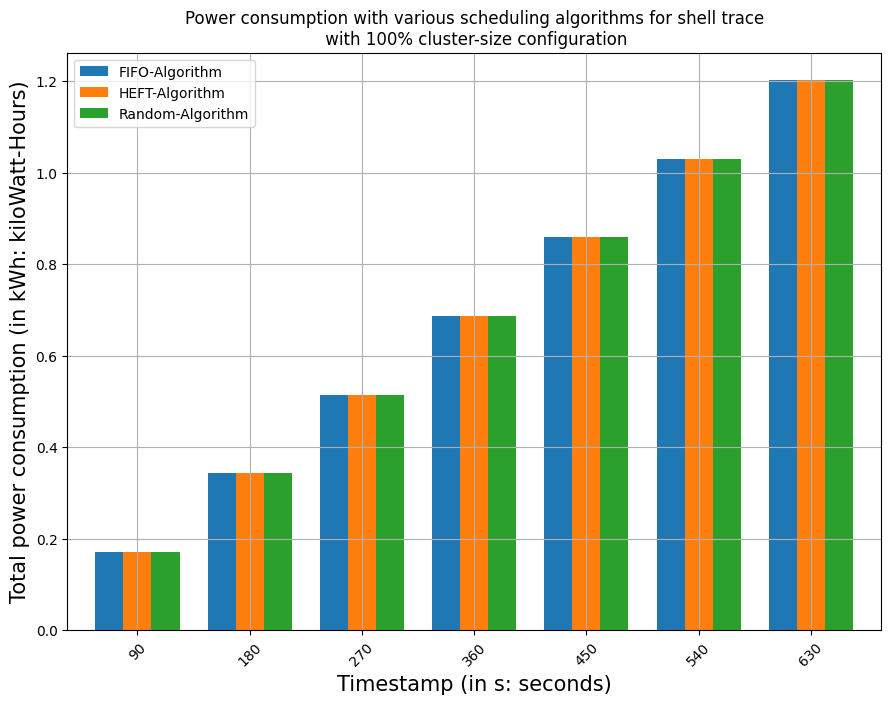 Power consumption with various scheduling algorithms for shell trace
with 100% cluster-size configuration
FIFO-Algorithm
HEFT-Algorithm
Random-Algorithm
Total power consumption (in kWh: kiloWatt-Hours)
1.2
1.0
0.8
0.6
0.4
0.2
0.0
90
180
270
360
450
540
630
Timestamp (in s: seconds)